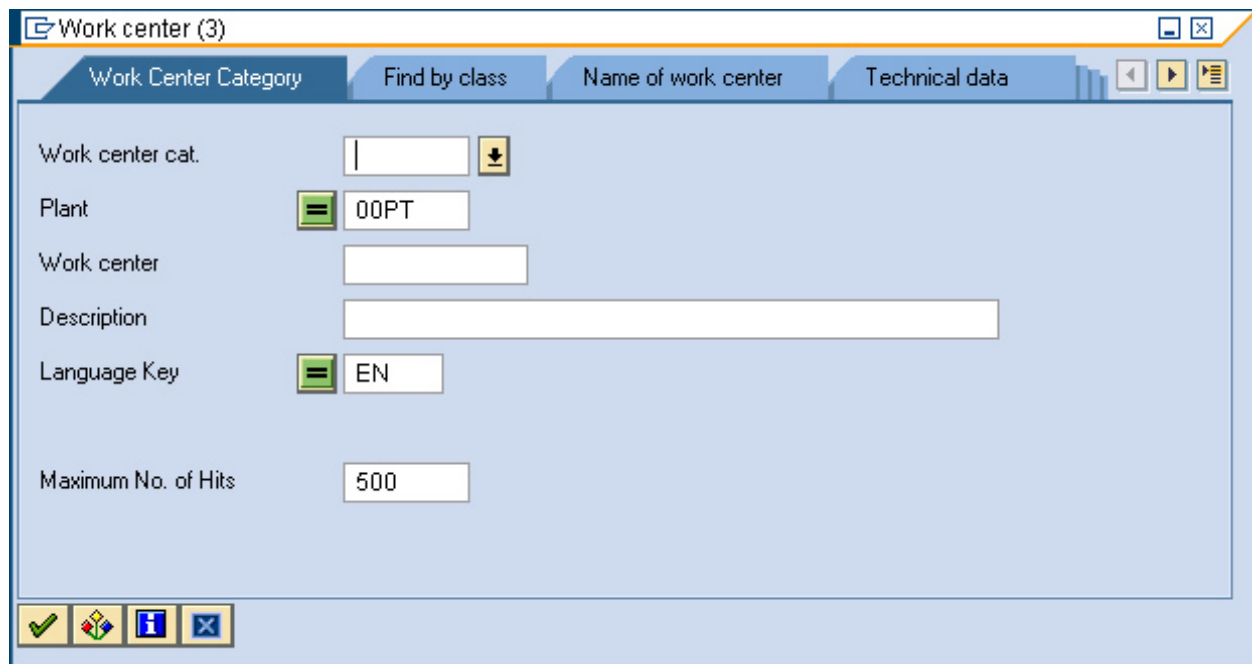 Work center (3)
Work Center Category Find by class Name of work center Technical data
Work center cat.
Plant = 00PT
Work center
Description
Language Key = EN
Maximum No. of Hits 500